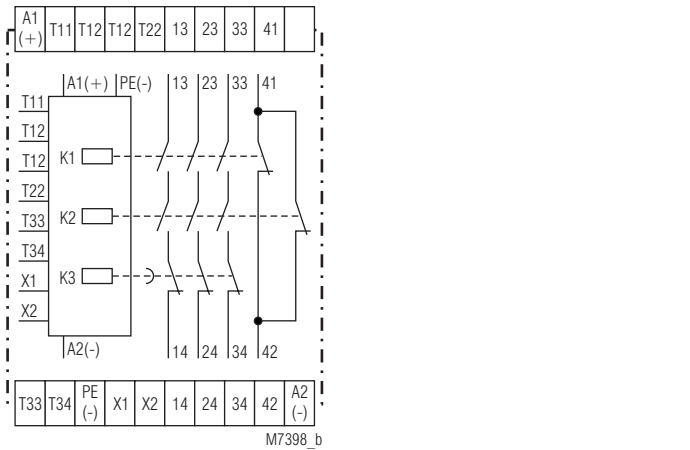 A1 (+) T11 T12 T12 T22 13 23 33 41
A1(+) PE(-) 13 23 33 41
T11
T12
T12
K1
T22
K2
T33
T34
K3
X1
X2
A2(-) 14 24 34 42
T33 T34 PE (-) X1 X2 14 24 34 42 A2 (-)
M7398_b